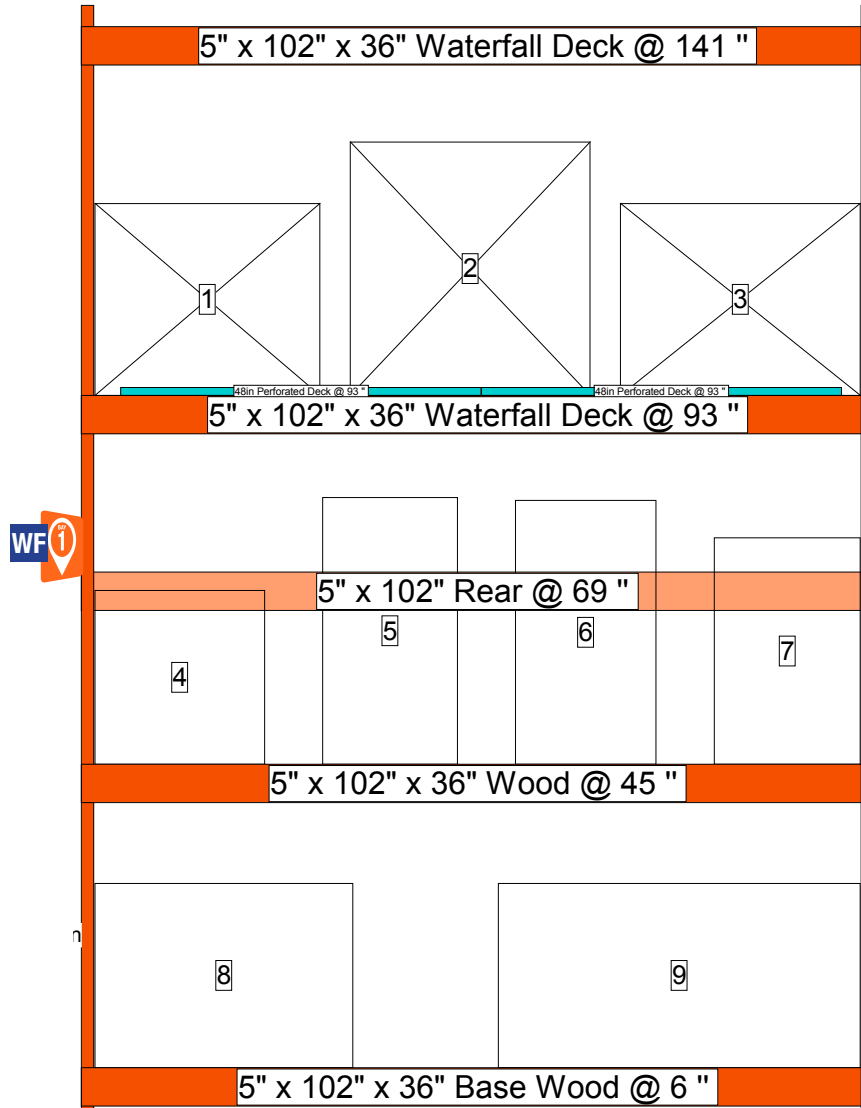 5" x 102" x 36" Waterfall Deck @ 141 "
2
1
3
48in Perforated Deck @ 93 "
48in Perforated Deck @ 93 "
5" x 102" x 36" Waterfall Deck @ 93 "
WF
BAY
1
5" x 102" Rear @ 69 "
5
6
7
4
5" x 102" x 36" Wood @ 45 "
n
8
9
5" x 102" x 36" Base Wood @ 6 "